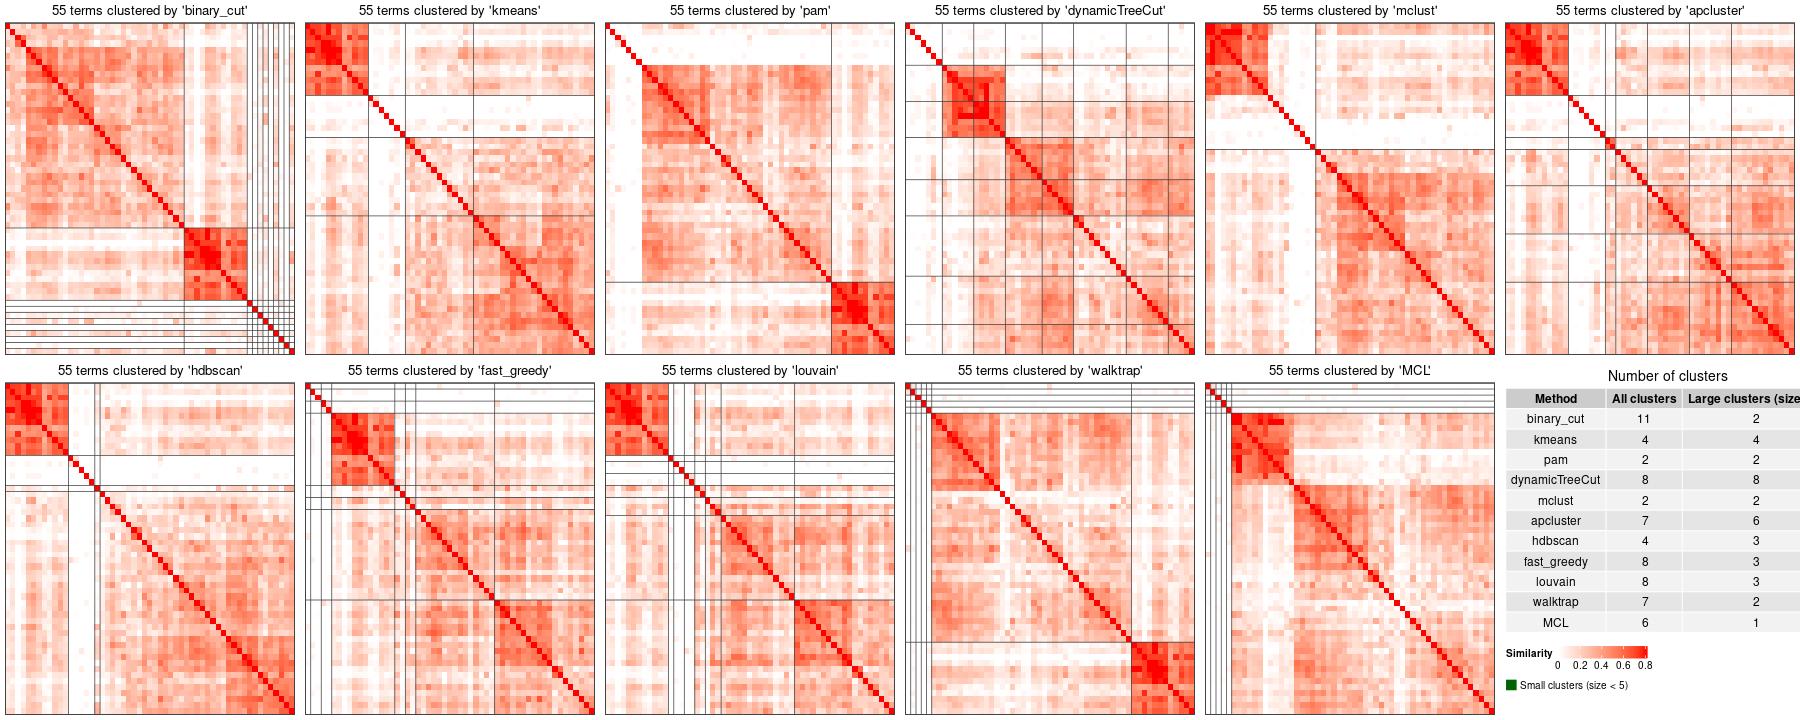 55 terms clustered by 'binary_cut'
55 terms clustered by 'kmeans'
55 terms clustered by 'pam'
55 terms clustered by 'dynamicTreeCut'
55 terms clustered by 'mclust'
55 terms clustered by 'apcluster'
55 terms clustered by 'hdbscan'
55 terms clustered by 'fast_greedy'
55 terms clustered by 'louvain'
55 terms clustered by 'walktrap'
55 terms clustered by 'MCL'
Number of clusters
Method All clusters Large clusters (size
binary_cut 11 2
kmeans 4 4
pam 2 2
dynamicTreeCut 8 8
mclust 2 2
apcluster 7 6
hdbscan 4 3
fast_greedy 8 3
louvain 8 3
walktrap 7 2
MCL 6 1
Similarity
0 0.2 0.4 0.6 0.8
Small clusters (size < 5)